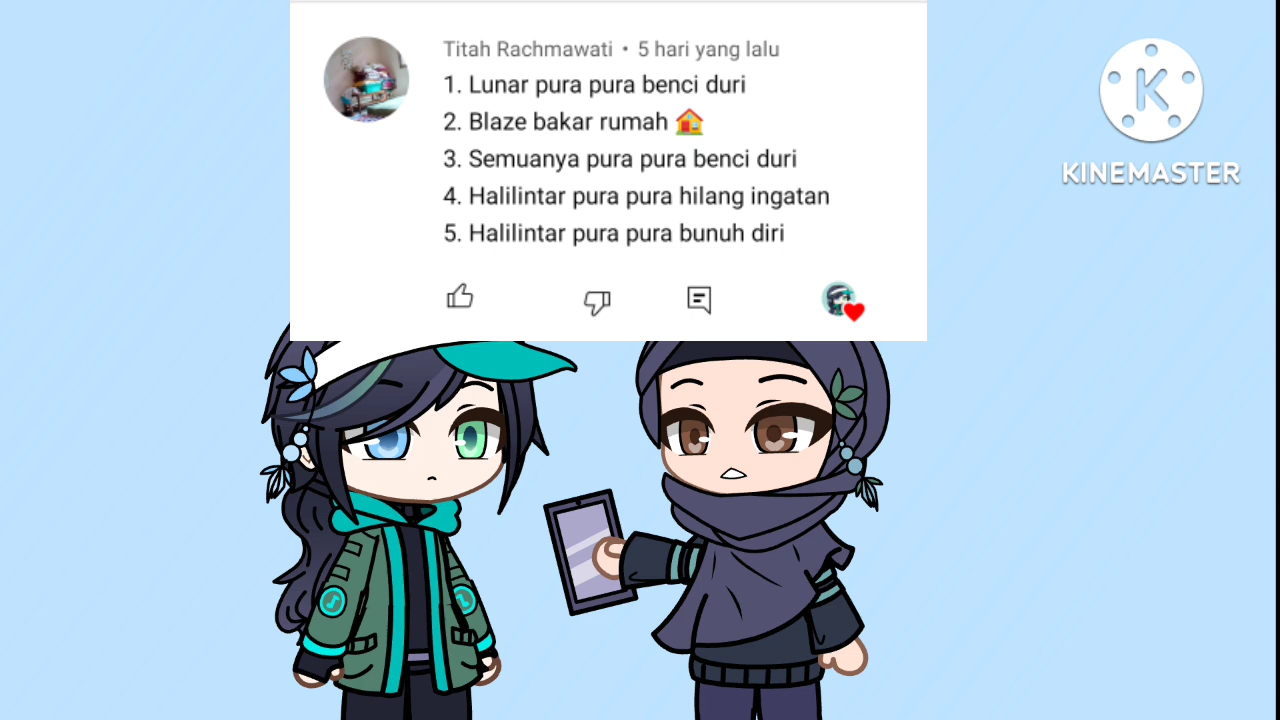 Titah Rachmawati • 5 hari yang lalu
1. Lunar pura pura benci duri
2. Blaze bakar rumah 🏠
3. Semuanya pura pura benci duri
4. Halilintar pura pura hilang ingatan
5. Halilintar pura pura bunuh diri
K
KINEMASTER